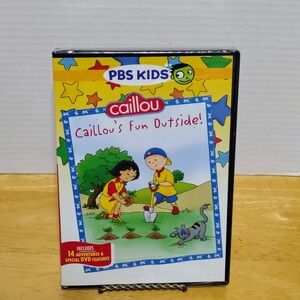 PBS KIDS
caillou
CAILLOU'S FUN OUTSIDE!
INCLUDES
14
ADVENTURES &
SPECIAL DVD FEATURES